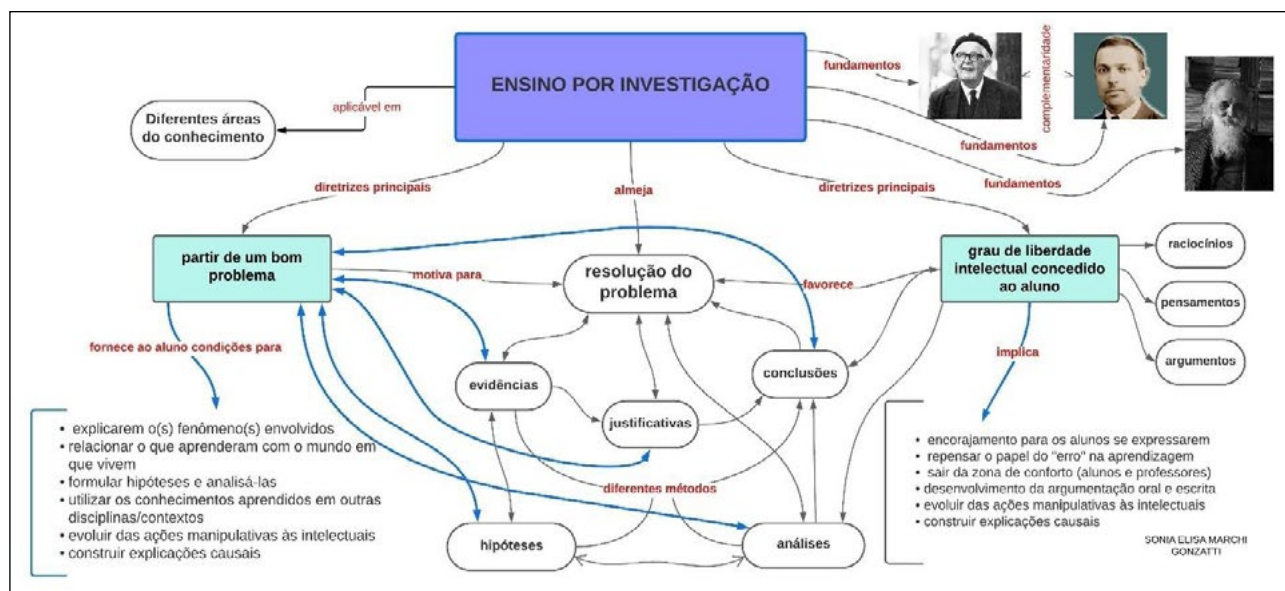 ENSINO POR INVESTIGAÇÃO
fundamentos
complementaridade
fundamentos
fundamentos
aplicável em
Diferentes áreas
do conhecimento
diretrizes principais
almeja
diretrizes principais
partir de um bom
problema
motiva para
resolução do
problema
favorece
grau de liberdade
intelectual concedido
ao aluno
raciocínios
pensamentos
argumentos
fornece ao aluno condições para
implica
evidências
conclusões
justificativas
diferentes métodos
hipóteses
análises
• explicarem o(s) fenômeno(s) envolvidos
• relacionar o que aprenderam com o mundo em
que vivem
• formular hipóteses e analisá-las
• utilizar os conhecimentos aprendidos em outras
disciplinas/contextos
• evoluir das ações manipulativas às intelectuais
• construir explicações causais
• encorajamento para os alunos se expressarem
• repensar o papel do "erro" na aprendizagem
• sair da zona de conforto (alunos e professores)
• desenvolvimento da argumentação oral e escrita
• evoluir das ações manipulativas às intelectuais
• construir explicações causais
SONIA ELISA MARCHI
GONZATTI